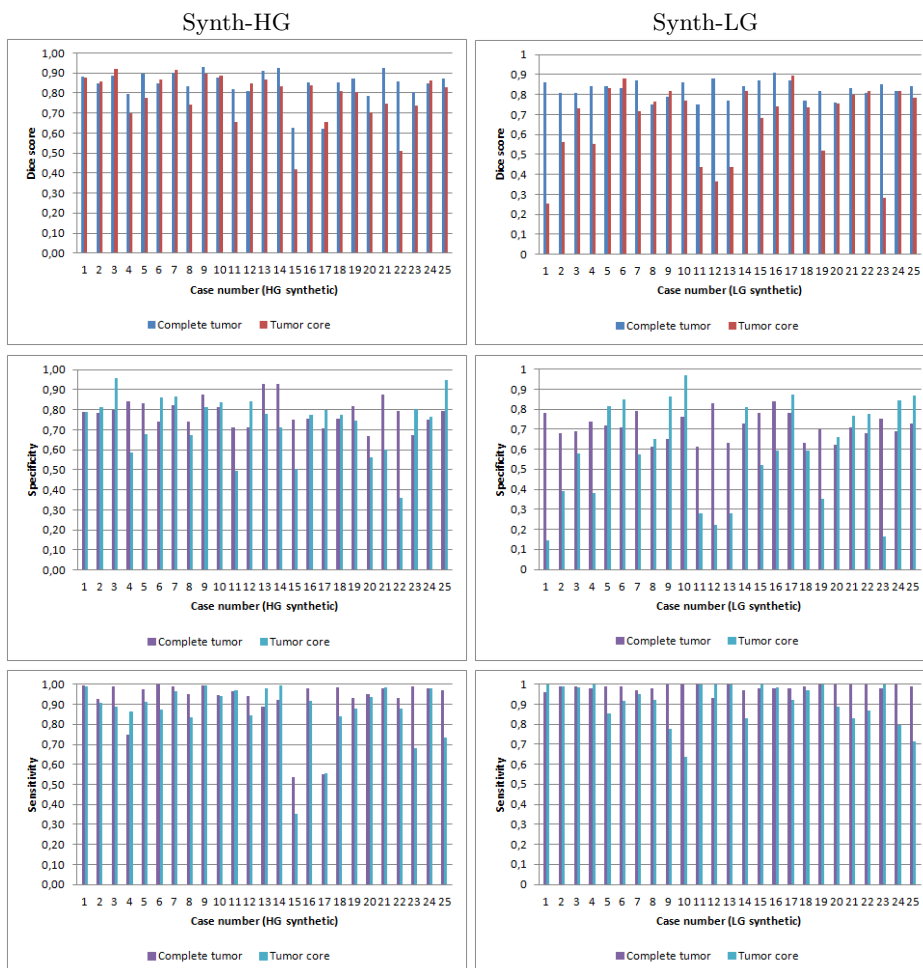 Synth-HG
Synth-LG
1,00
0,90
0,80
0,70
0,60
0,50
0,40
0,30
0,20
0,10
0,00
Dice score
1 2 3 4 5 6 7 8 9 10 11 12 13 14 15 16 17 18 19 20 21 22 23 24 25
Case number (HG synthetic)
Complete tumor Tumor core
1
0,9
0,8
0,7
0,6
0,5
0,4
0,3
0,2
0,1
0
Dice score
1 2 3 4 5 6 7 8 9 10 11 12 13 14 15 16 17 18 19 20 21 22 23 24 25
Case number (LG synthetic)
Complete tumor Tumor core
1,00
0,90
0,80
0,70
0,60
0,50
0,40
0,30
0,20
0,10
0,00
Specificity
1 2 3 4 5 6 7 8 9 10 11 12 13 14 15 16 17 18 19 20 21 22 23 24 25
Case number (HG synthetic)
Complete tumor Tumor core
1
0,9
0,8
0,7
0,6
0,5
0,4
0,3
0,2
0,1
0
Specificity
1 2 3 4 5 6 7 8 9 10 11 12 13 14 15 16 17 18 19 20 21 22 23 24 25
Case number (LG synthetic)
Complete tumor Tumor core
1,00
0,90
0,80
0,70
0,60
0,50
0,40
0,30
0,20
0,10
0,00
Sensitivity
1 2 3 4 5 6 7 8 9 10 11 12 13 14 15 16 17 18 19 20 21 22 23 24 25
Case number (HG synthetic)
Complete tumor Tumor core
1
0,9
0,8
0,7
0,6
0,5
0,4
0,3
0,2
0,1
0
Sensitivity
1 2 3 4 5 6 7 8 9 10 11 12 13 14 15 16 17 18 19 20 21 22 23 24 25
Case number (LG synthetic)
Complete tumor Tumor core